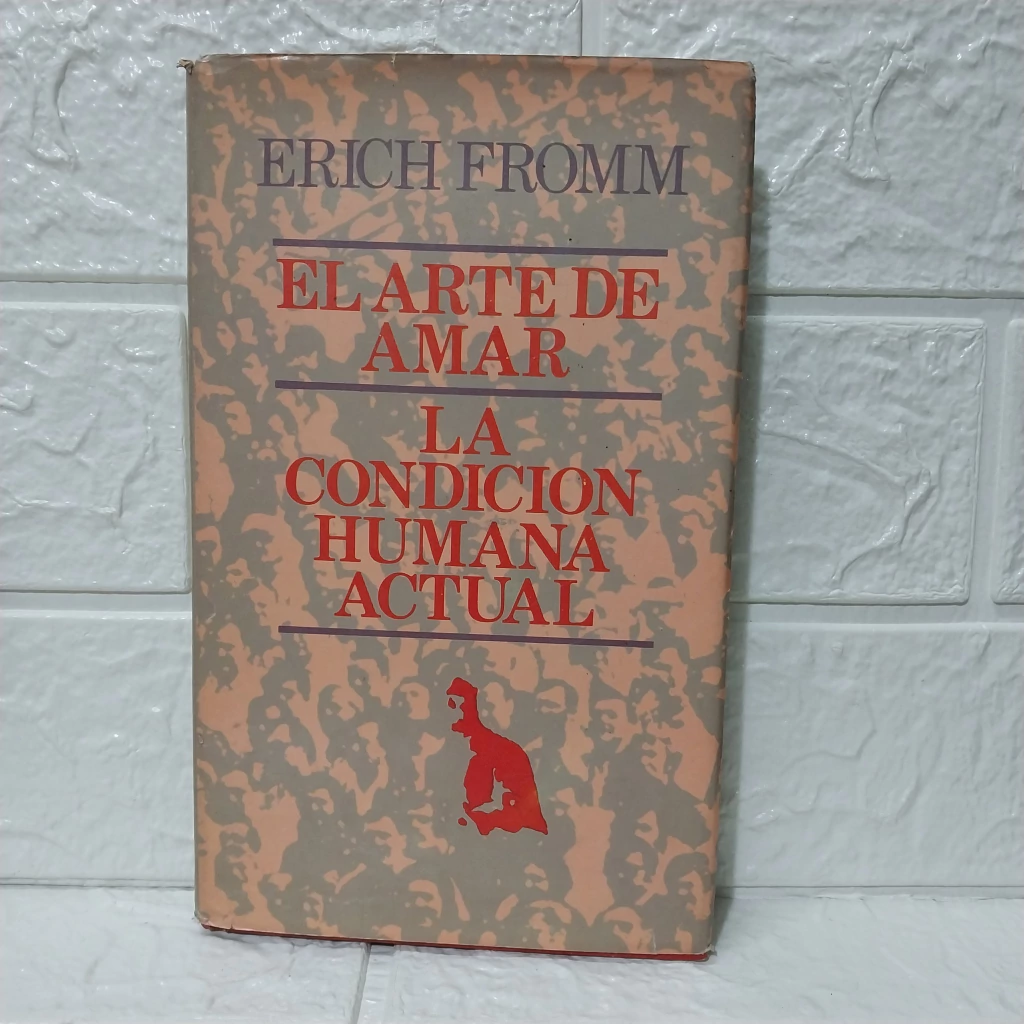 ERICH FROMM
EL ARTE DE
AMAR
LA
CONDICION
HUMANA
ACTUAL